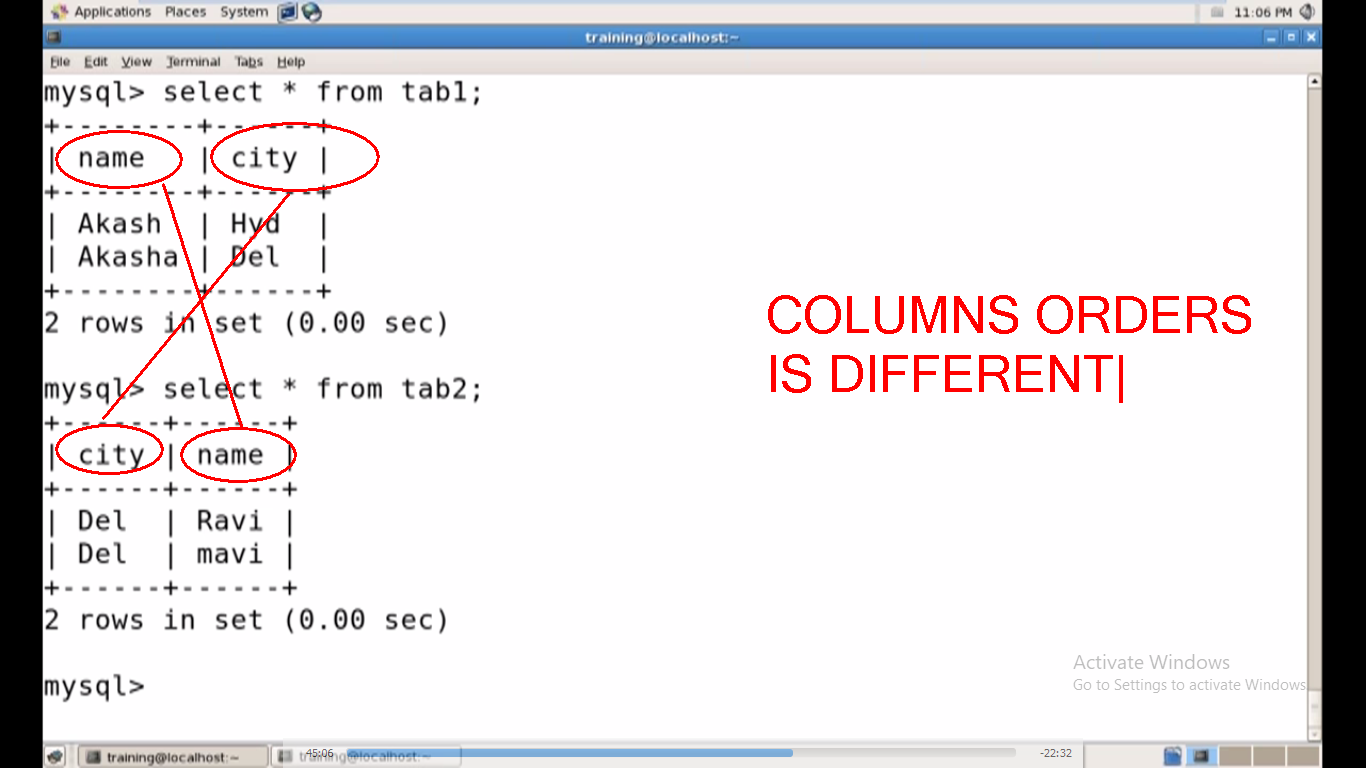 Applications Places System 11:06 PM
training@localhost:~
File Edit View Terminal Tabs Help
mysql> select * from tab1;
+--------+------+
| name   | city |
+--------+------+
| Akash  | Hyd  |
| Akasha | Del  |
+--------+------+
2 rows in set (0.00 sec)
COLUMNS ORDERS
IS DIFFERENT|
mysql> select * from tab2;
+------+------+
| city | name |
+------+------+
| Del  | Ravi |
| Del  | mavi |
+------+------+
2 rows in set (0.00 sec)
mysql>
Activate Windows
Go to Settings to activate Windows
training@localhost:~ training@localhost:~
45:06 -22:32